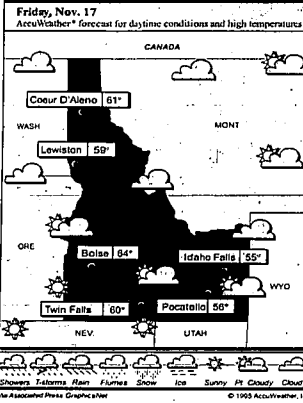 Friday, Nov. 17
AccuWeather® forecast for daytime conditions and high temperatures
CANADA
Coeur D'Alene 61°
WASH
MONT
Lewiston 59°
ORE
Boise 64°
Idaho Falls 55°
WYO
Twin Falls 60°
Pocatello 56°
NEV.
UTAH
Showers T-storms Rain Flurries Snow Ice Sunny Pt. Cloudy Cloudy
Associated Press GraphicsNet
© 1995 AccuWeather, I